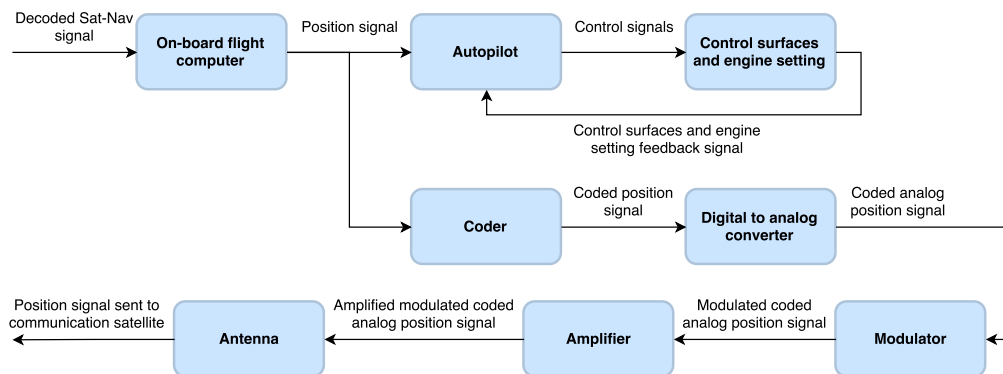 Decoded Sat-Nav
signal
On-board flight
computer
Position signal
Autopilot
Control signals
Control surfaces
and engine setting
Control surfaces and engine
setting feedback signal
Coder
Coded position
signal
Digital to analog
converter
Coded analog
position signal
Position signal sent to
communication satellite
Antenna
Amplified modulated coded
analog position signal
Amplifier
Modulated coded
analog position signal
Modulator